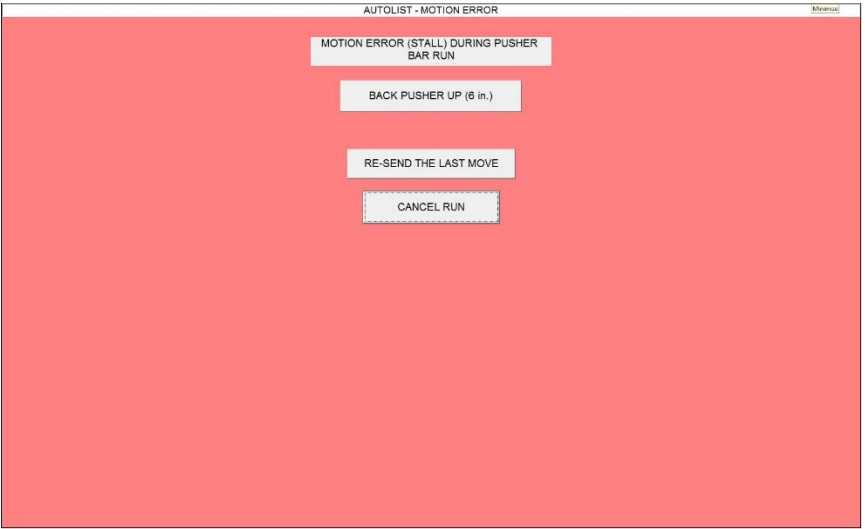 AUTOLIST - MOTION ERROR
Minimize
MOTION ERROR (STALL) DURING PUSHER
BAR RUN
BACK PUSHER UP (6 in.)
RE-SEND THE LAST MOVE
CANCEL RUN